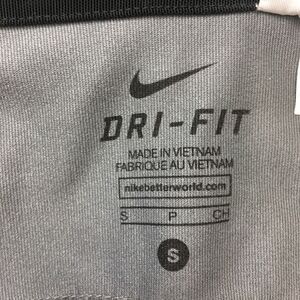 DRI-FIT
MADE IN VIETNAM
FABRIQUE AU VIETNAM
nikebetterworld.com
S P CH
S